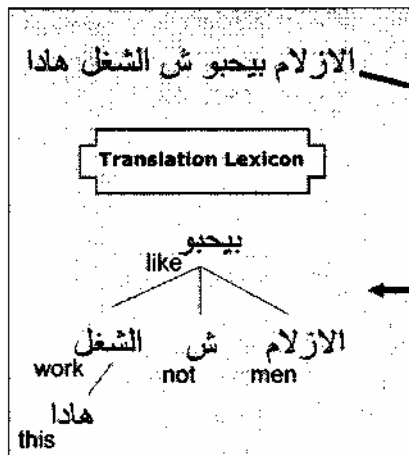 الازلام بيحبو ش الشغل هادا
Translation Lexicon
بيحبو
like
الازلام ش الشغل
work not men
هادا
this